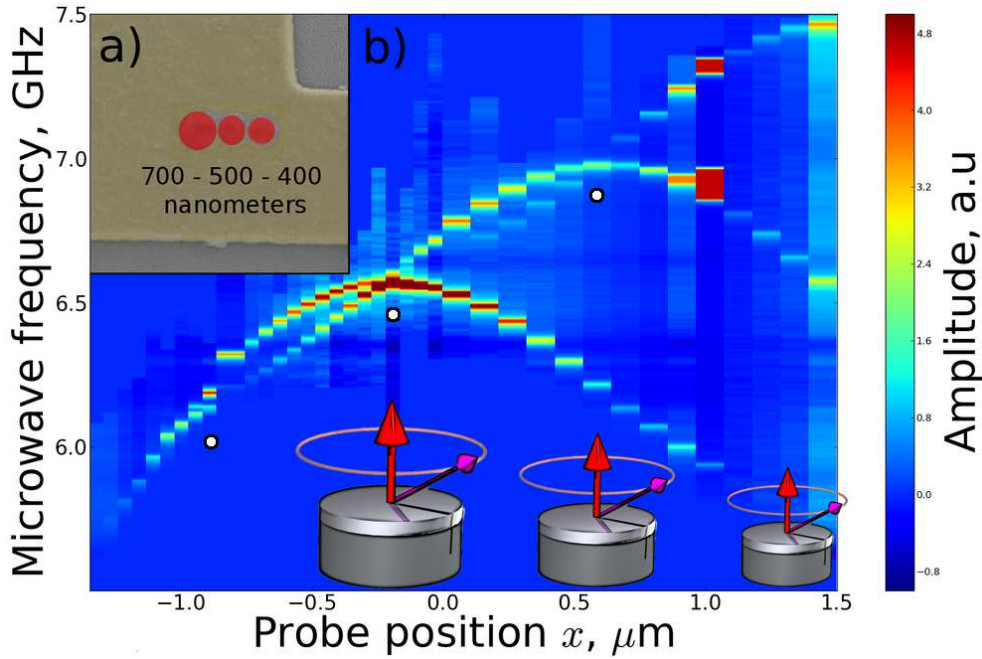 Microwave frequency, GHz
7.5
7.0
6.5
6.0
a)
700 - 500 - 400
nanometers
b)
−1.0 −0.5 0.0 0.5 1.0 1.5
Probe position x, μm
4.8
4.0
3.2
2.4
1.6
0.8
0.0
−0.8
Amplitude, a.u